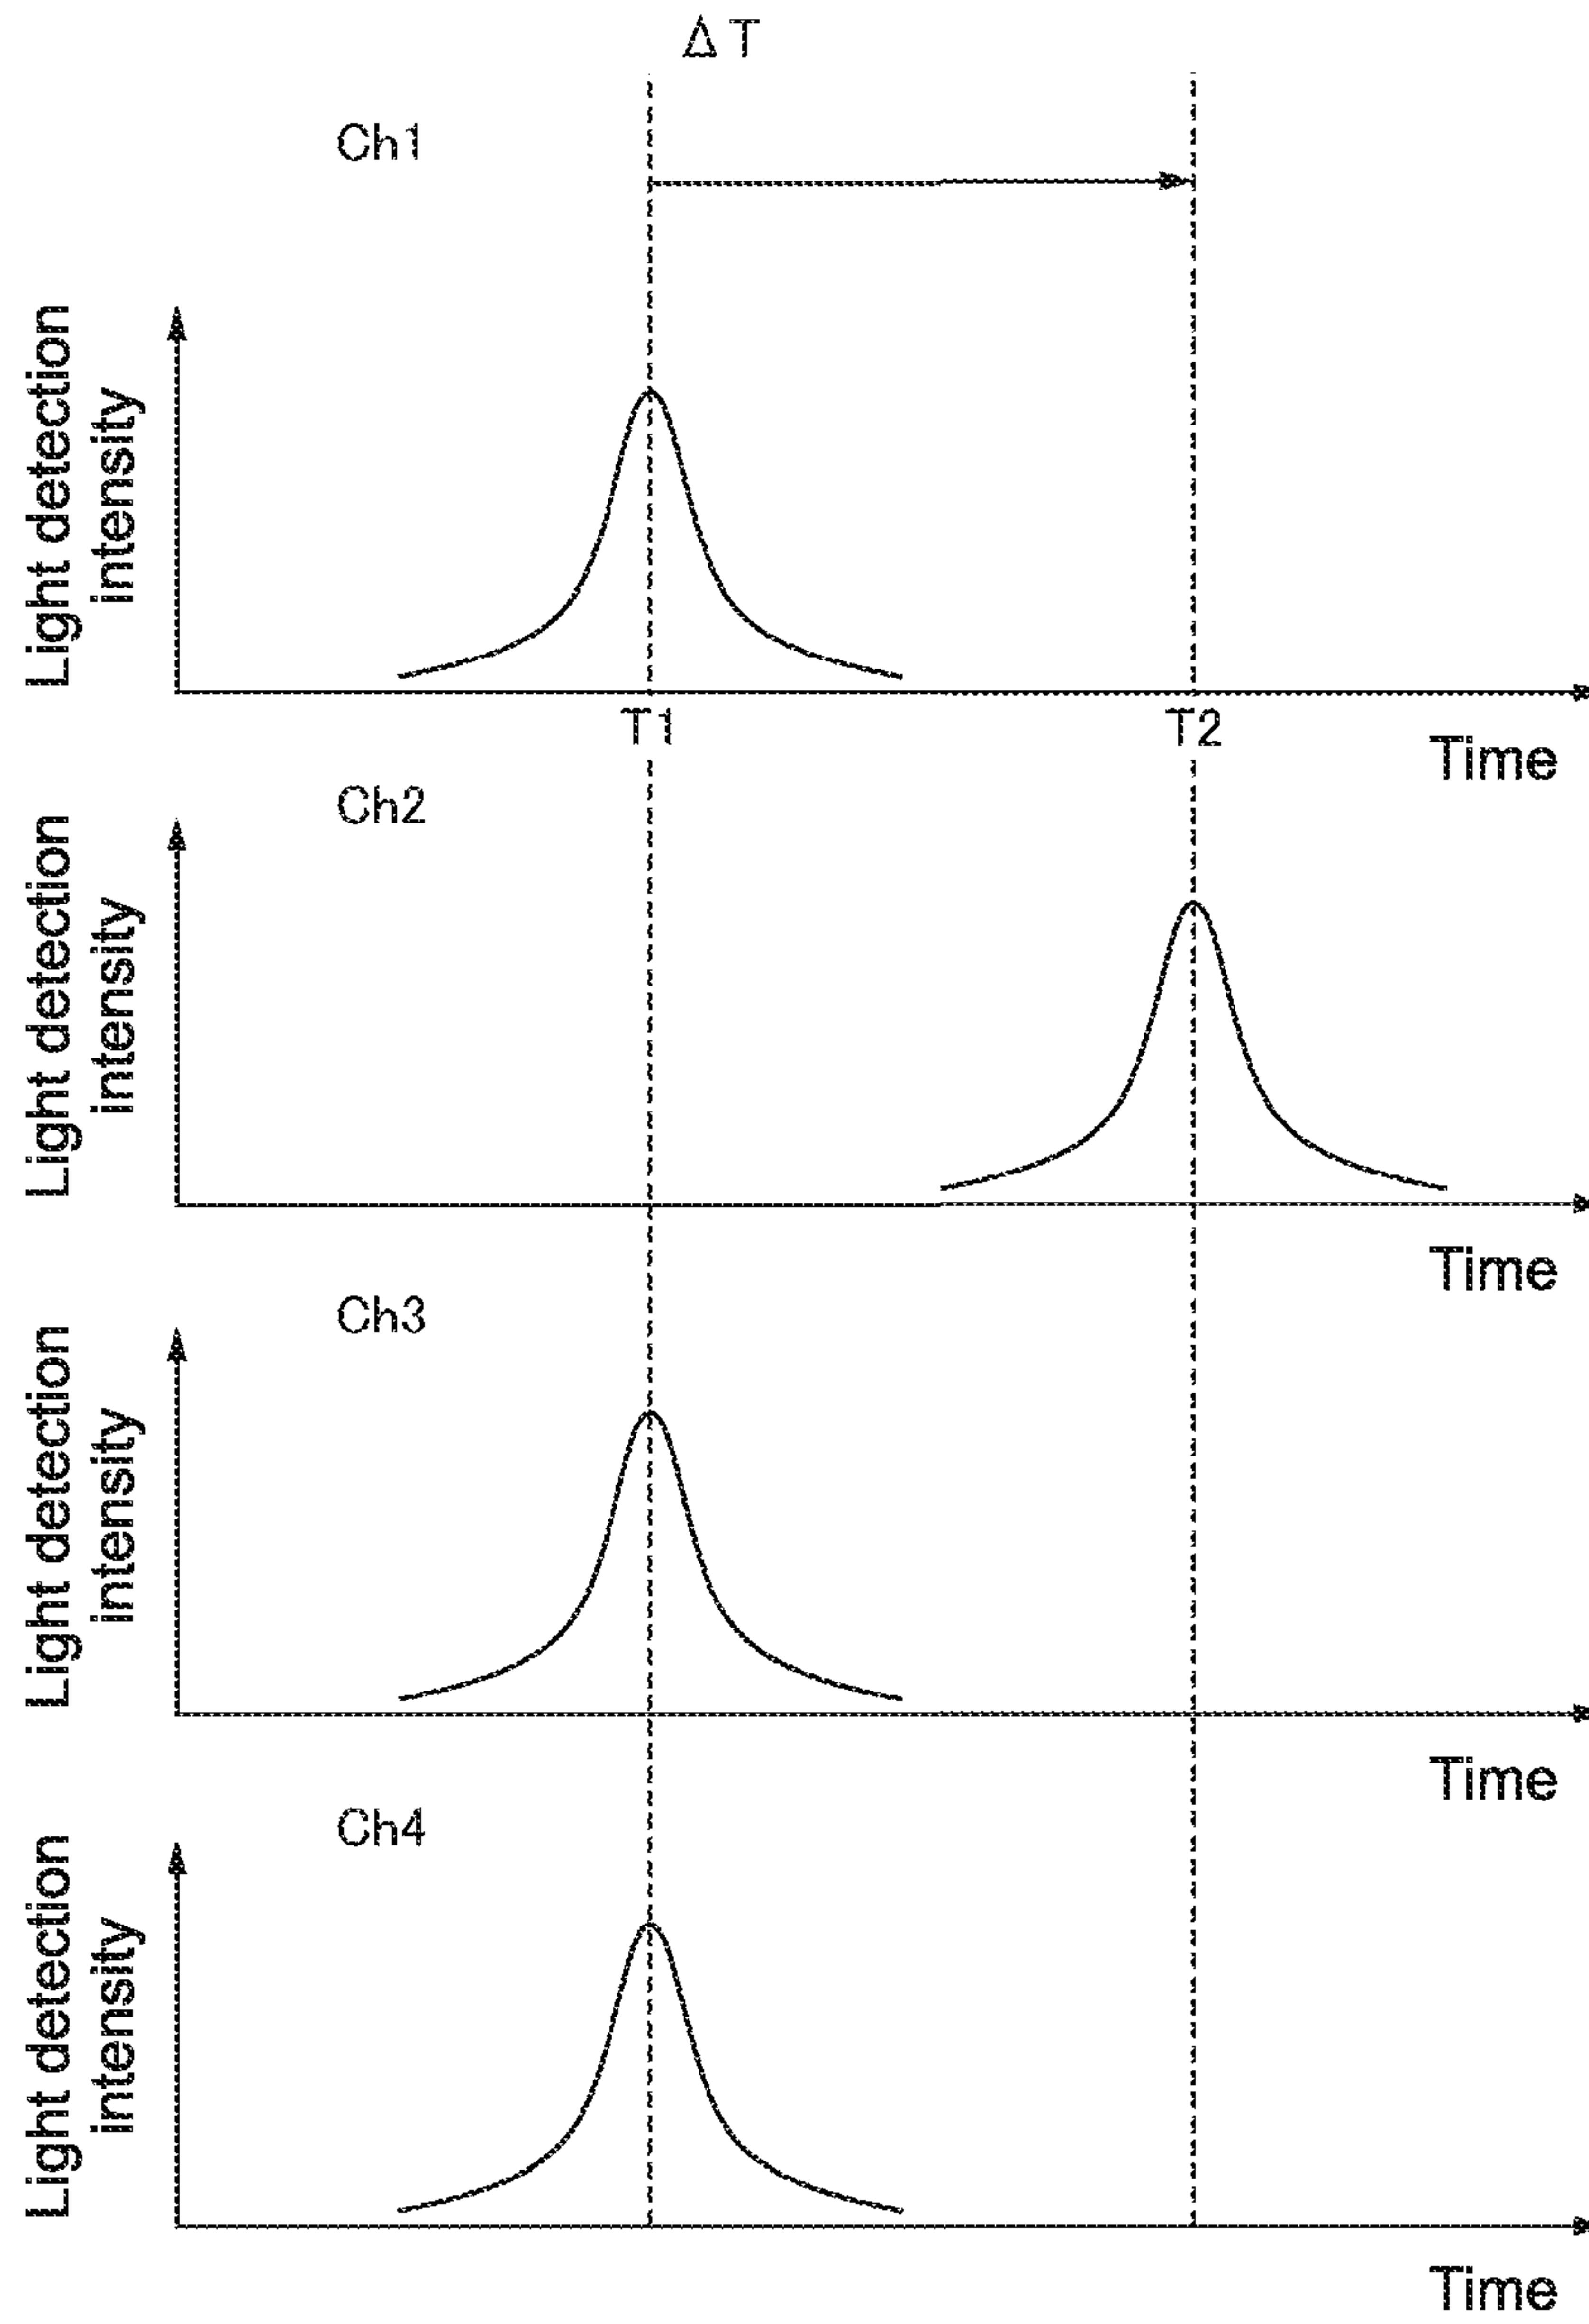 ΔT
Ch1
Light detection
intensity
T1
T2
Time
Ch2
Light detection
intensity
Time
Ch3
Light detection
intensity
Time
Ch4
Light detection
intensity
Time